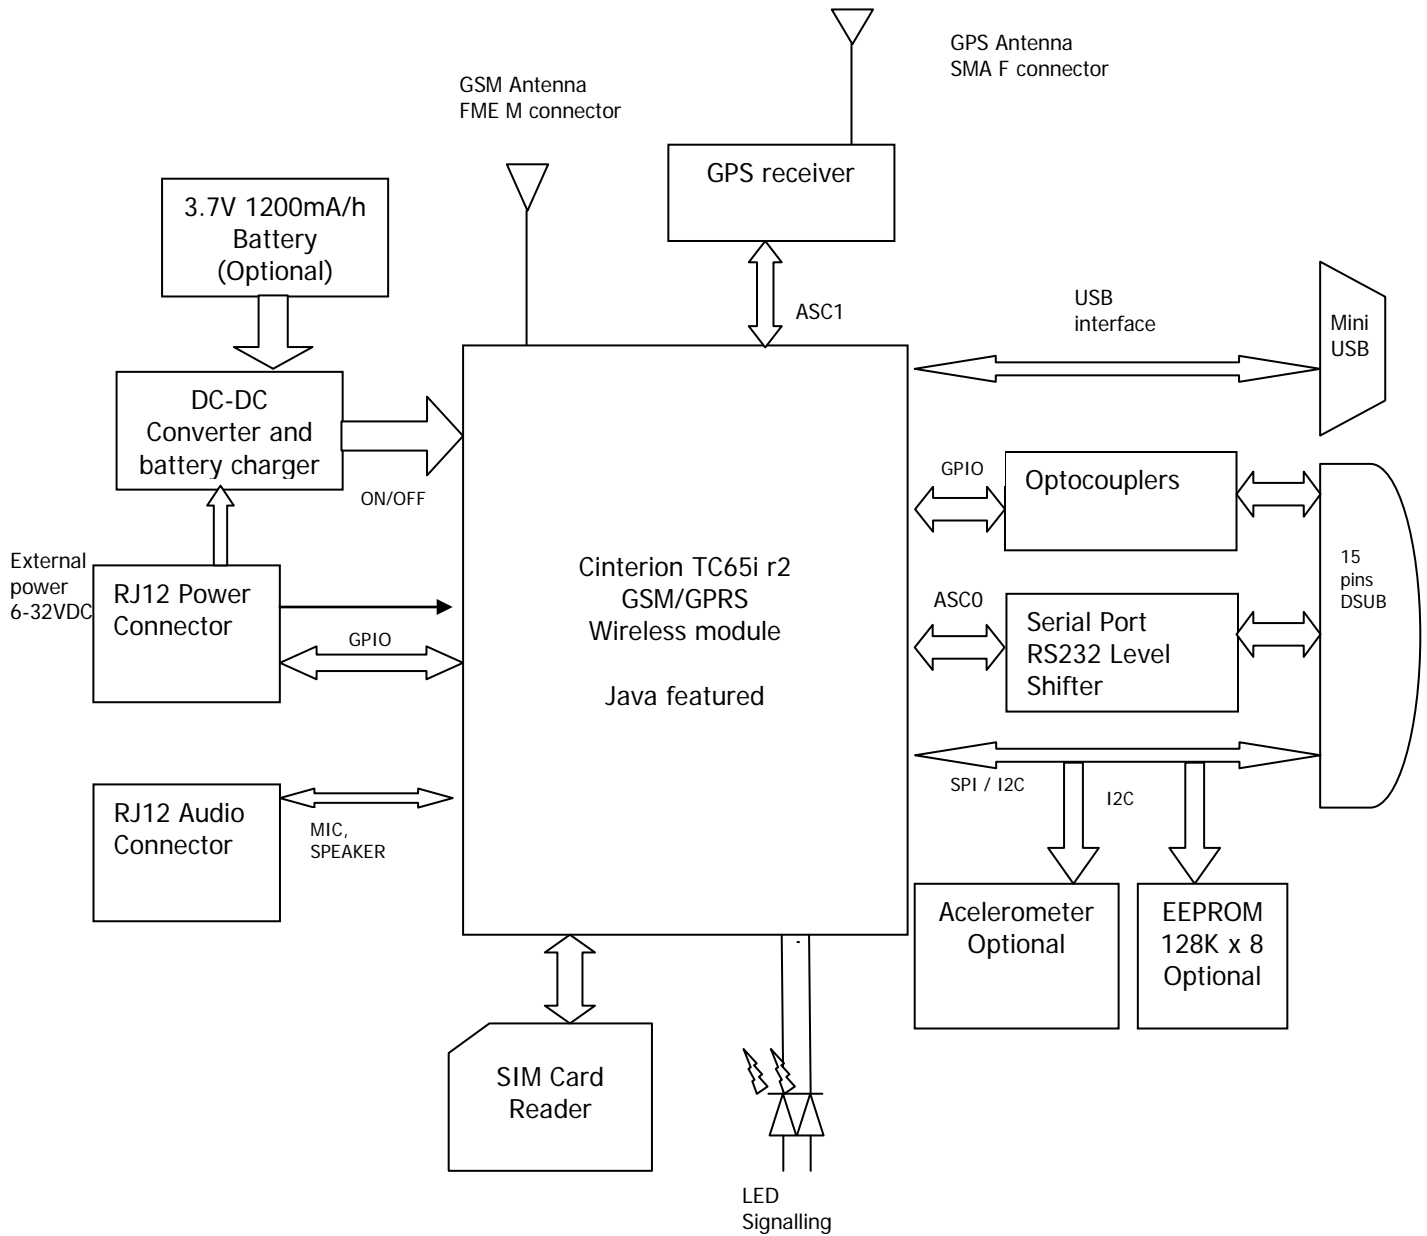 GPS Antenna
SMA F connector
GSM Antenna
FME M connector
GPS receiver
3.7V 1200mA/h
Battery
(Optional)
ASC1
USB
interface
Mini
USB
DC-DC
Converter and
battery charger
ON/OFF
GPIO
Optocouplers
External
power
6-32VDC
RJ12 Power
Connector
GPIO
Cinterion TC65i r2
GSM/GPRS
Wireless module
Java featured
ASC0
Serial Port
RS232 Level
Shifter
15
pins
DSUB
SPI / I2C
I2C
RJ12 Audio
Connector
MIC,
SPEAKER
Acelerometer
Optional
EEPROM
128K x 8
Optional
SIM Card
Reader
LED
Signalling